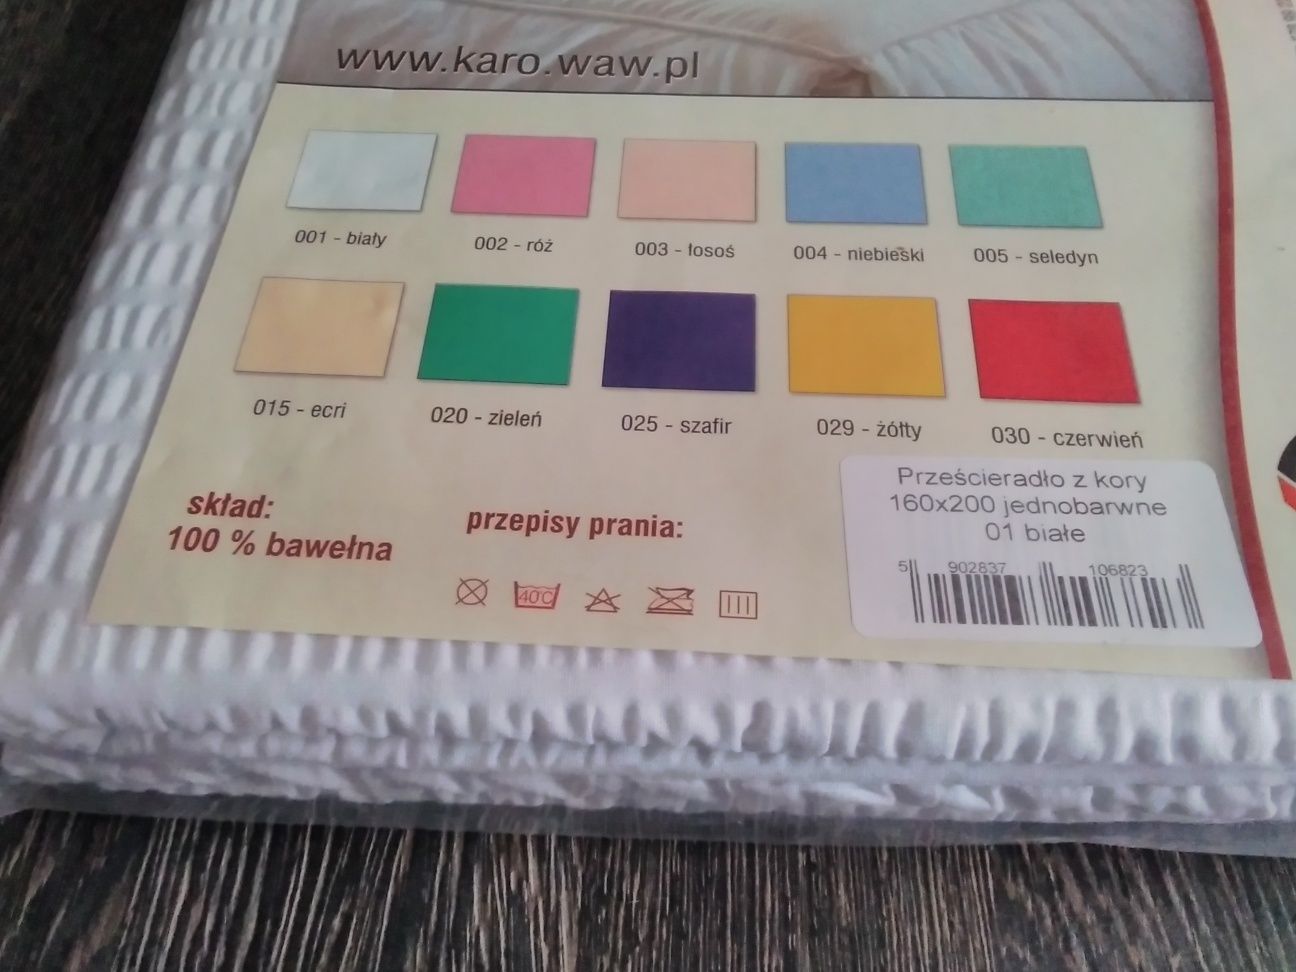 www.karo.waw.pl
001 - biały
002 - róż
003 - łosoś
004 - niebieski
005 - seledyn
015 - ecri
020 - zieleń
025 - szafir
029 - żółty
030 - czerwień
skład:
100 % bawełna
przepisy prania:
40°C
Prześcieradło z kory
160x200 jednobarwne
01 białe
5 902837 106823